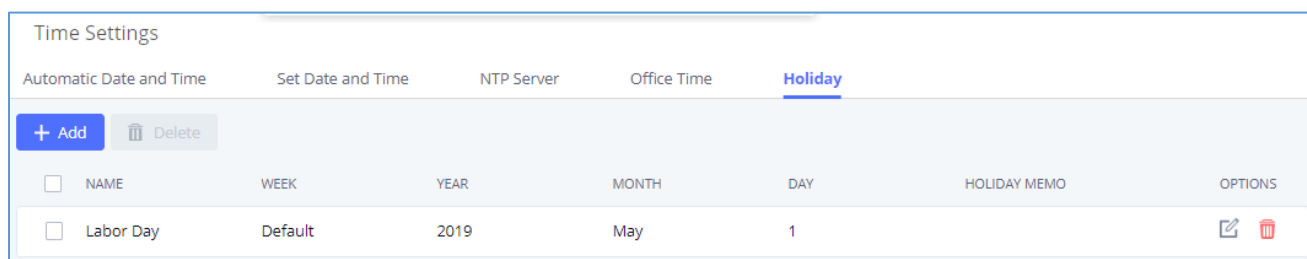 Time Settings
Automatic Date and Time Set Date and Time NTP Server Office Time Holiday
+ Add Delete
NAME WEEK YEAR MONTH DAY HOLIDAY MEMO OPTIONS
Labor Day Default 2019 May 1